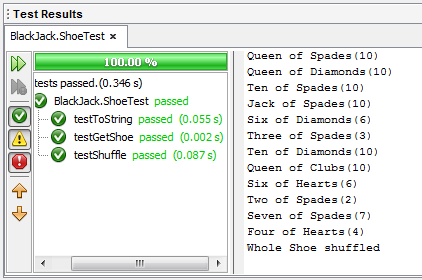 Test Results
BlackJack.ShoeTest ×
100.00 %
tests passed.(0.346 s)
BlackJack.ShoeTest passed
testToString passed (0.055 s)
testGetShoe passed (0.002 s)
testShuffle passed (0.087 s)
Queen of Spades(10)
Queen of Diamonds(10)
Ten of Spades(10)
Jack of Spades(10)
Six of Diamonds(6)
Three of Spades(3)
Ten of Diamonds(10)
Queen of Clubs(10)
Six of Hearts(6)
Two of Spades(2)
Seven of Spades(7)
Four of Hearts(4)
Whole Shoe shuffled